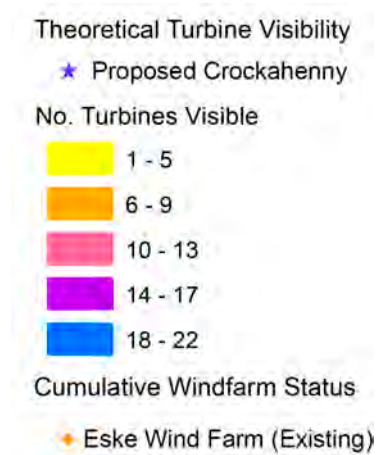 Theoretical Turbine Visibility
Proposed Crockahenny
No. Turbines Visible
1 - 5
6 - 9
10 - 13
14 - 17
18 - 22
Cumulative Windfarm Status
Eske Wind Farm (Existing)